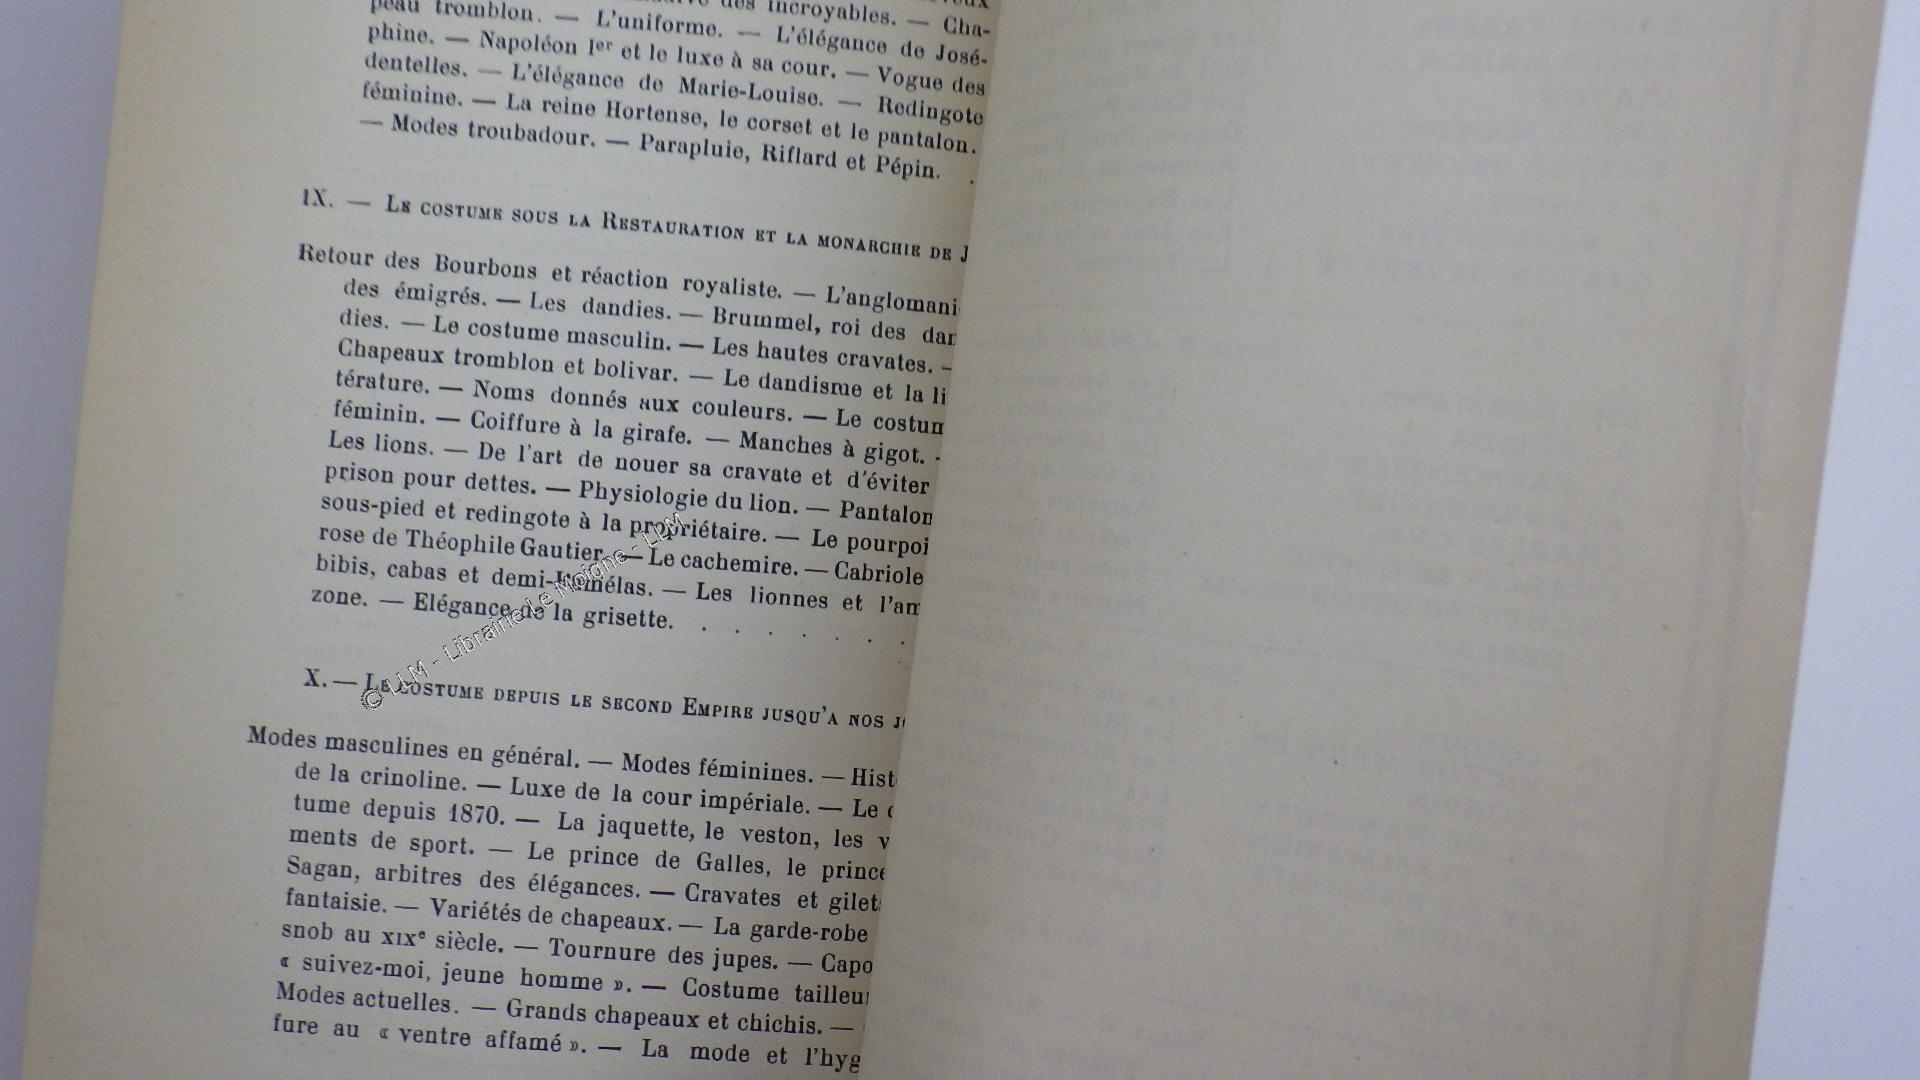 des incroyables. — Cha-
peau tromblon. — L'uniforme. — L'élégance de José-
phine. — Napoléon Ier et le luxe à sa cour. — Vogue des
dentelles. — L'élégance de Marie-Louise. — Redingote
féminine. — La reine Hortense, le corset et le pantalon.
— Modes troubadour. — Parapluie, Riflard et Pépin. .
IX. — Le costume sous la Restauration et la monarchie de J
Retour des Bourbons et réaction royaliste. — L'anglomani
des émigrés. — Les dandies. — Brummel, roi des dan
dies. — Le costume masculin. — Les hautes cravates. —
Chapeaux tromblon et bolivar. — Le dandisme et la li
térature. — Noms donnés aux couleurs. — Le costum
féminin. — Coiffure à la girafe. — Manches à gigot. -
Les lions. — De l'art de nouer sa cravate et d'éviter
prison pour dettes. — Physiologie du lion. — Pantalon
sous-pied et redingote à la propriétaire. — Le pourpoi
rose de Théophile Gautier. — Le cachemire. — Cabriole
bibis, cabas et demi-kamélas. — Les lionnes et l'am
zone. — Elégance de la grisette. . . . . . . .
X. — Le costume depuis le second Empire jusqu'a nos jo
Modes masculines en général. — Modes féminines. — Hist
de la crinoline. — Luxe de la cour impériale. — Le c
tume depuis 1870. — La jaquette, le veston, les v
ments de sport. — Le prince de Galles, le prince
Sagan, arbitres des élégances. — Cravates et gilet
fantaisie. — Variétés de chapeaux. — La garde-robe
snob au XIXe siècle. — Tournure des jupes. — Capo
« suivez-moi, jeune homme ». — Costume tailleur
Modes actuelles. — Grands chapeaux et chichis. —
fure au « ventre affamé ». — La mode et l'hyg
© LLM - Librairie Le Moigne - LLM